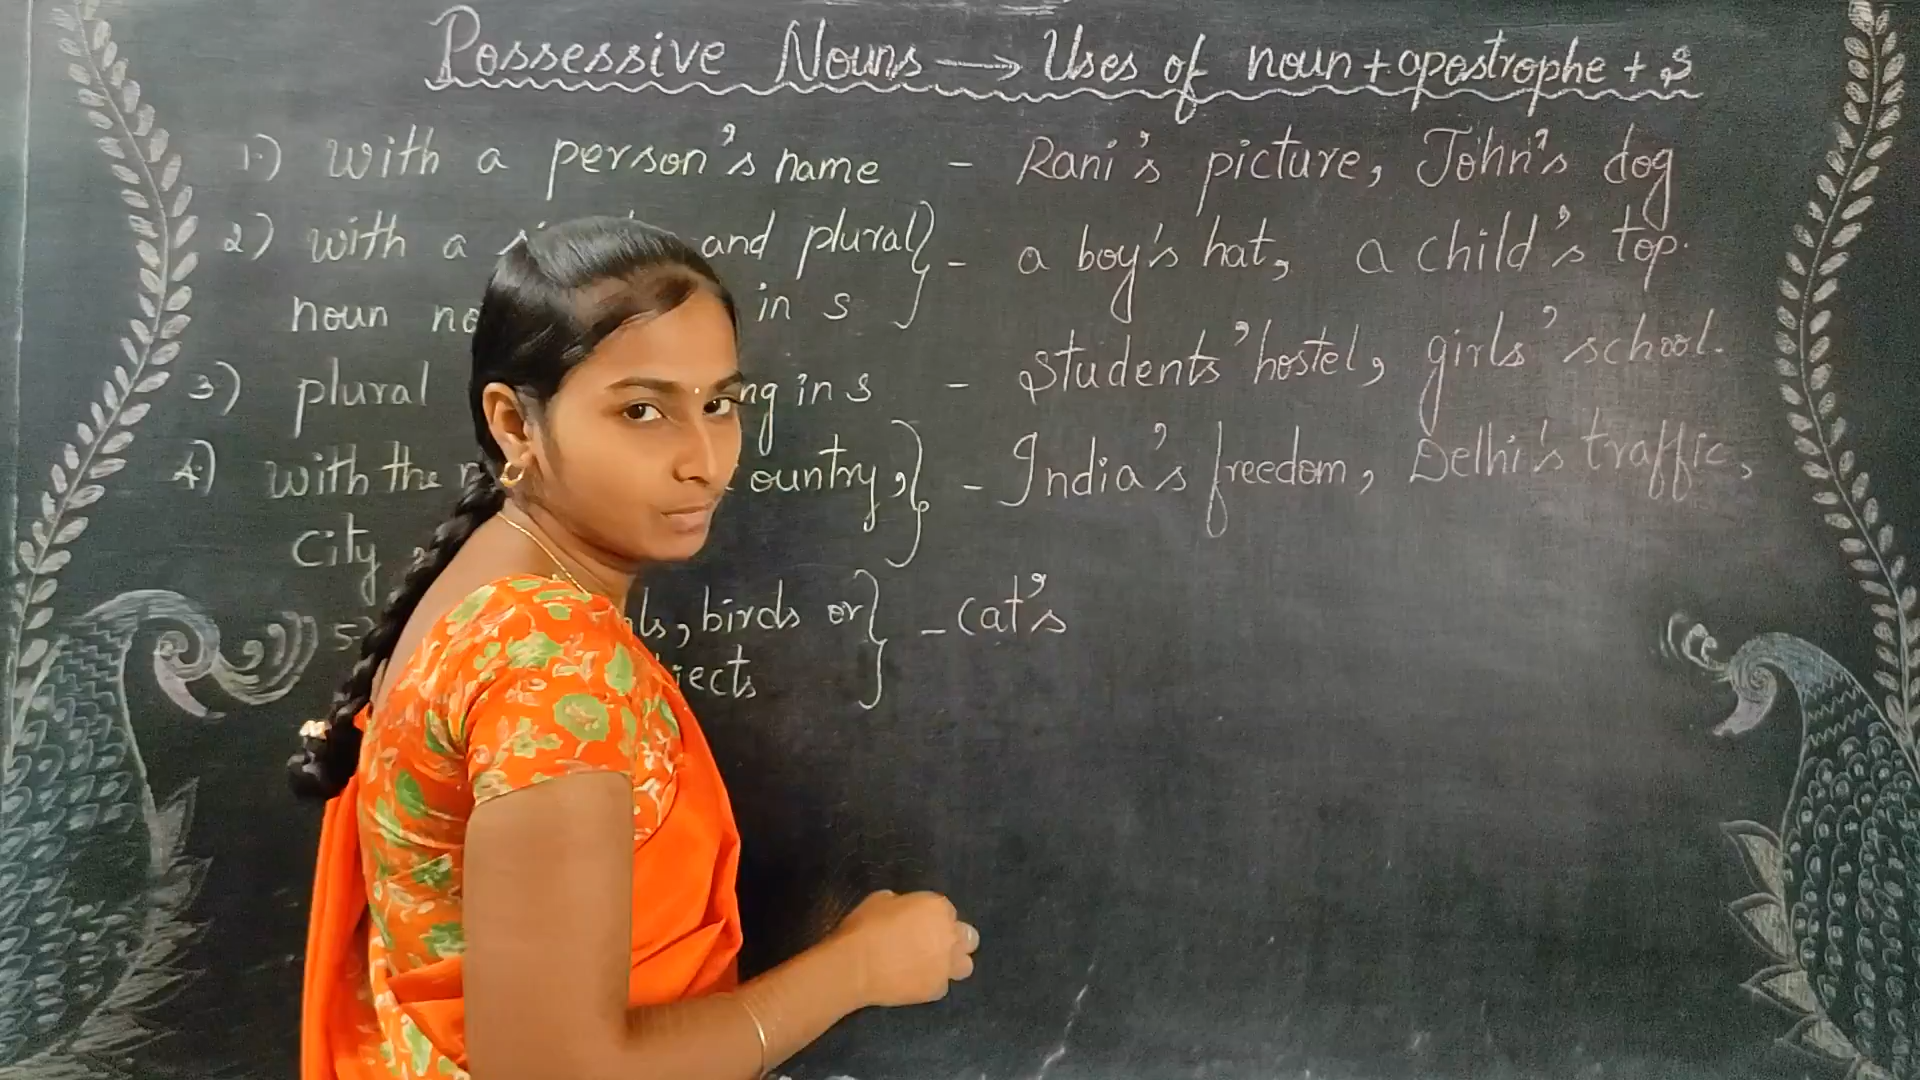 Possessive Nouns → Uses of noun + apostrophe + s
1.) with a person's name - Rani's picture, John's dog
2) with a and plural} - a boy's hat, a child's top.
noun in s
3) plural in s - students' hostel, girls' school.
4.) with the ountry,} - India's freedom, Delhi's traffic,
City
5) ls, birds or} - cat's
jects